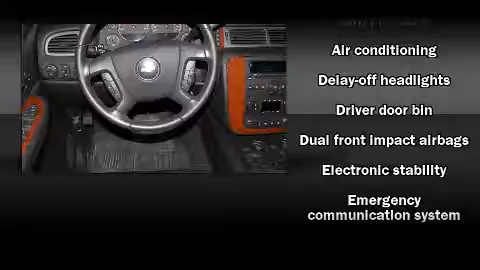 Air conditioning
Delay-off headlights
Driver door bin
Dual front impact airbags
Electronic stability
Emergency
communication system